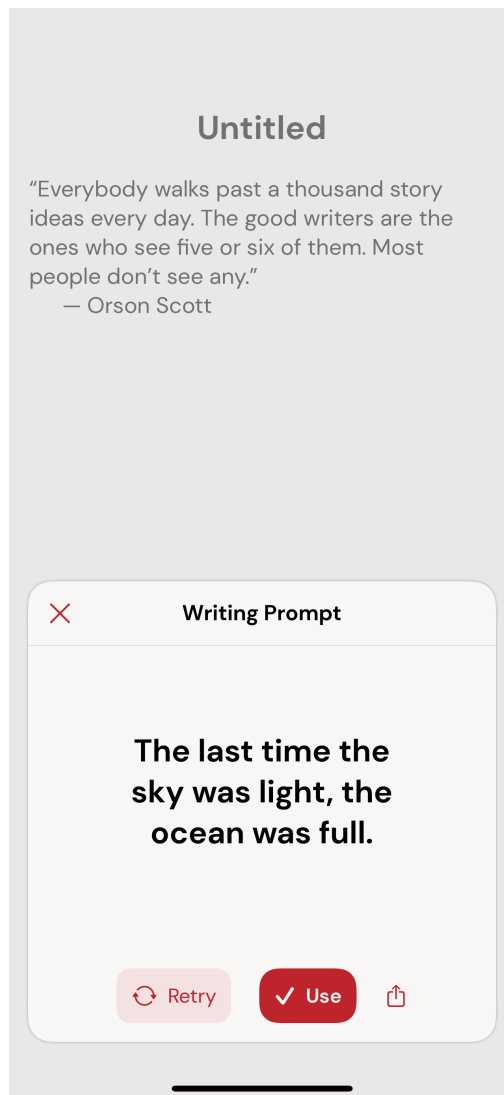 Untitled
“Everybody walks past a thousand story
ideas every day. The good writers are the
ones who see five or six of them. Most
people don’t see any.”
— Orson Scott
Writing Prompt
The last time the
sky was light, the
ocean was full.
Retry
Use